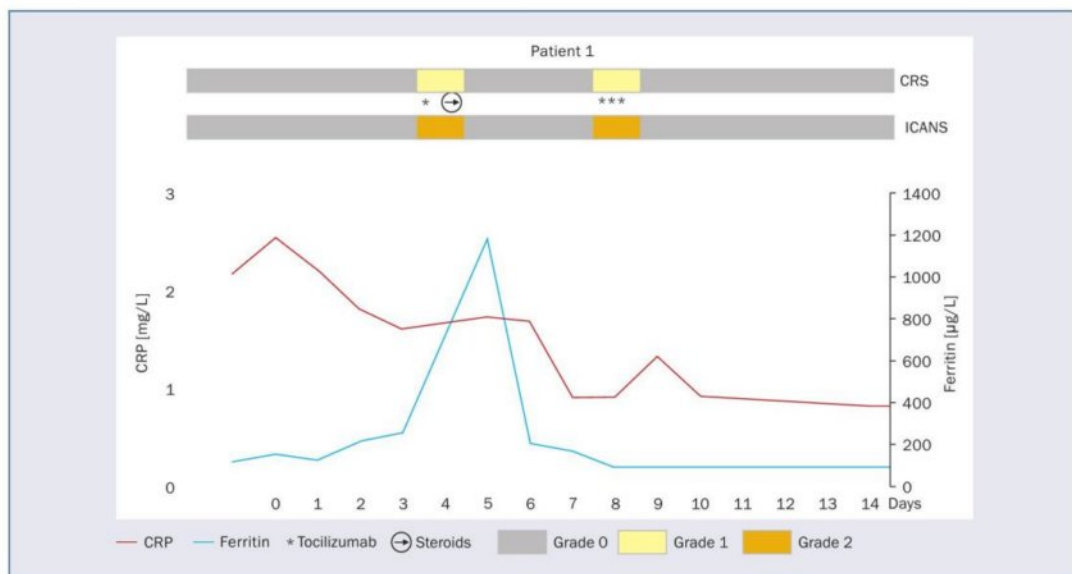 Patient 1
CRS
* ***
ICANS
3
2
1
0
CRP [mg/L]
1400
1200
1000
800
600
400
200
0
Ferritin [µg/L]
0 1 2 3 4 5 6 7 8 9 10 11 12 13 14 Days
CRP Ferritin *Tocilizumab Steroids Grade 0 Grade 1 Grade 2